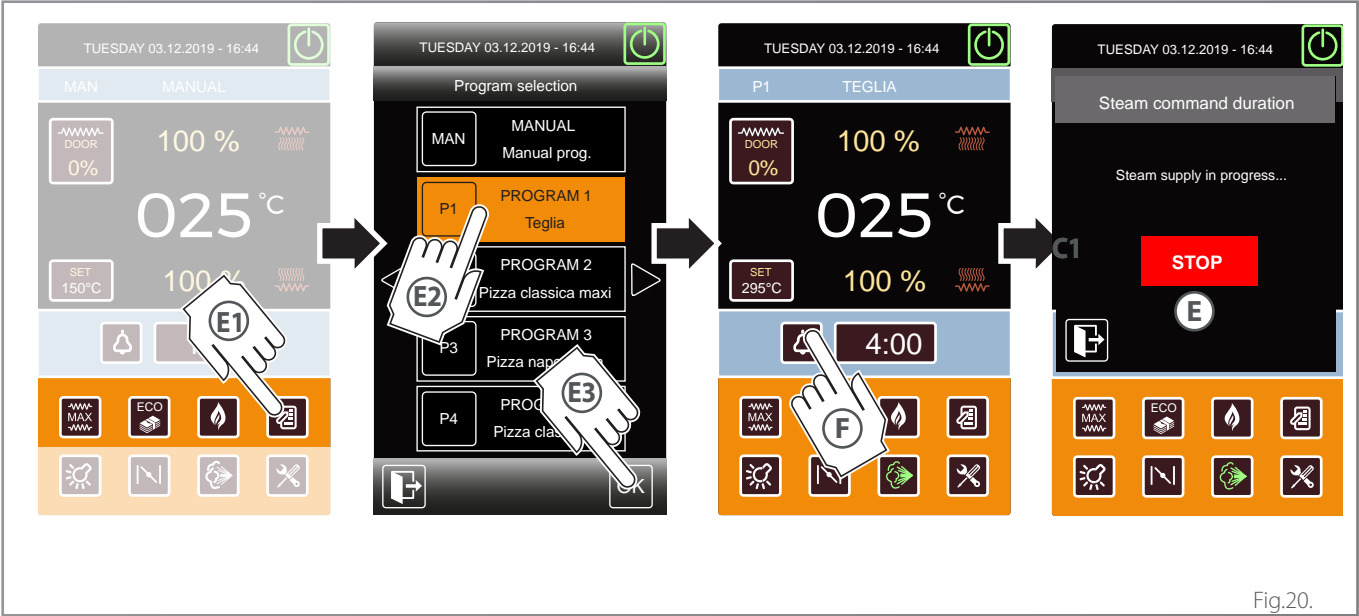 TUESDAY 03.12.2019 - 16:44
MAN MANUAL
DOOR
0%
100 %
025 °C
SET
150°C
100 %
E1
MAX
ECO
TUESDAY 03.12.2019 - 16:44
Program selection
MAN
MANUAL
Manual prog.
P1
PROGRAM 1
Teglia
PROGRAM 2
Pizza classica maxi
E2
P3
PROGRAM 3
Pizza
E3
P4
OK
TUESDAY 03.12.2019 - 16:44
P1 TEGLIA
DOOR
0%
100 %
025 °C
SET
295°C
100 %
4:00
F
MAX
TUESDAY 03.12.2019 - 16:44
Steam command duration
Steam supply in progress...
C1
STOP
E
MAX
ECO
Fig.20.